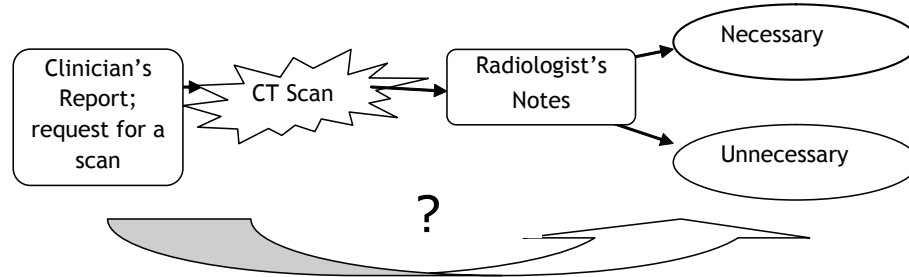 Clinician’s
Report;
request for a
scan
CT Scan
Radiologist’s
Notes
Necessary
Unnecessary
?